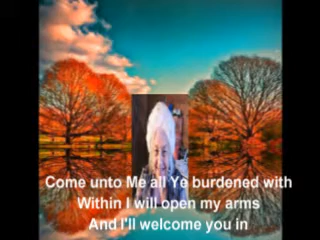 Come unto Me all Ye burdened with
Within I will open my arms
And I'll welcome you in